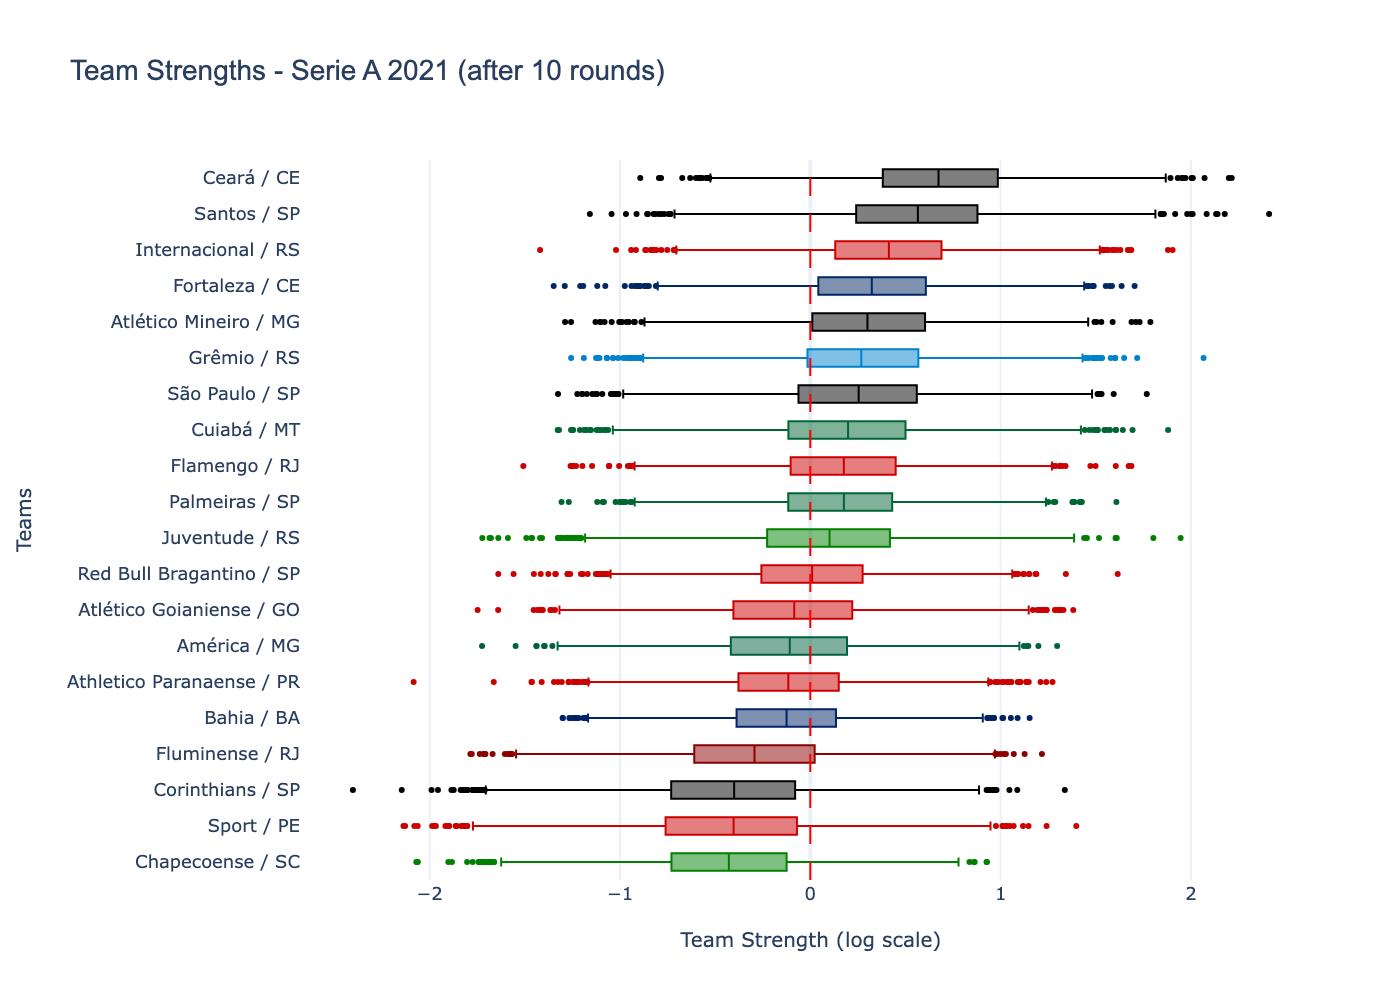 Team Strengths - Serie A 2021 (after 10 rounds)
Teams
Ceará / CE
Santos / SP
Internacional / RS
Fortaleza / CE
Atlético Mineiro / MG
Grêmio / RS
São Paulo / SP
Cuiabá / MT
Flamengo / RJ
Palmeiras / SP
Juventude / RS
Red Bull Bragantino / SP
Atlético Goianiense / GO
América / MG
Athletico Paranaense / PR
Bahia / BA
Fluminense / RJ
Corinthians / SP
Sport / PE
Chapecoense / SC
−2 −1 0 1 2
Team Strength (log scale)